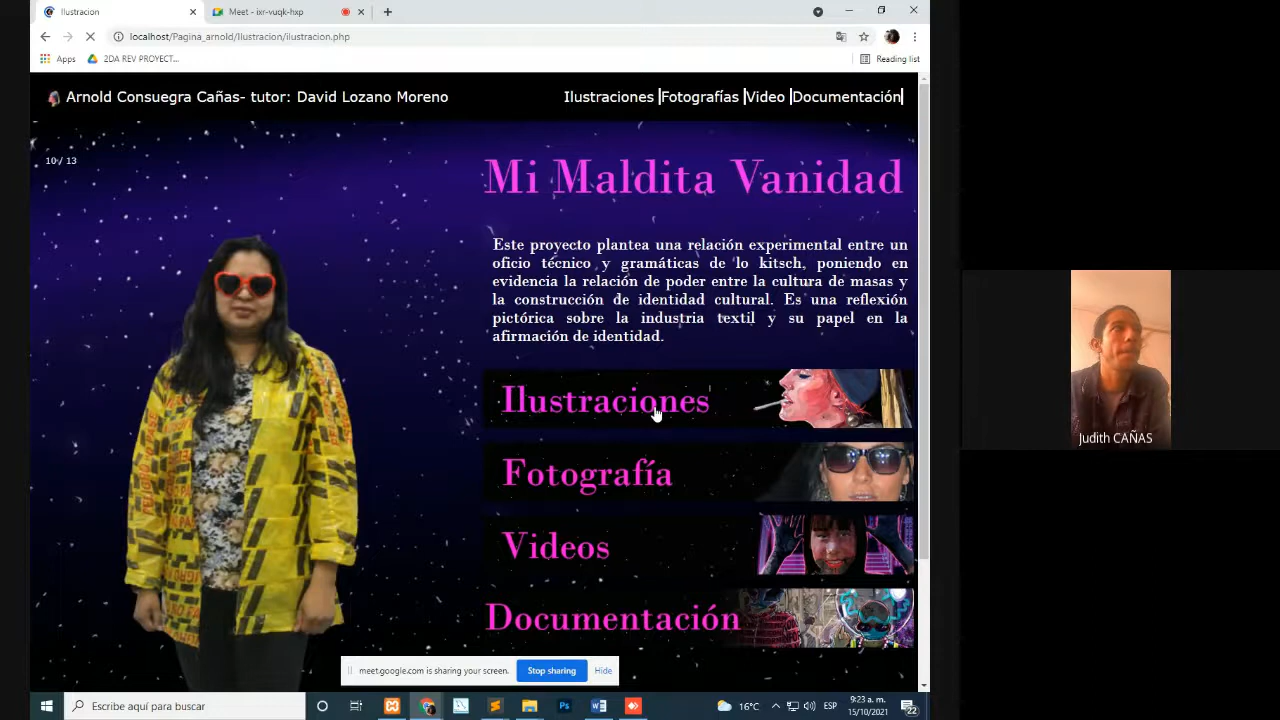 Ilustracion
Meet - ixr-vuqk-hxp
localhost/Pagina_arnold/Ilustracion/ilustracion.php
Apps
2DA REV PROYECT...
Reading list
Arnold Consuegra Cañas- tutor: David Lozano Moreno
Ilustraciones |Fotografías |Video |Documentación|
10 / 13
Mi Maldita Vanidad
Este proyecto plantea una relación experimental entre un
oficio técnico y gramáticas de lo kitsch, poniendo en
evidencia la relación de poder entre la cultura de masas y
la construcción de identidad cultural. Es una reflexión
pictórica sobre la industria textil y su papel en la
afirmación de identidad.
Ilustraciones
Fotografía
Videos
Documentación
Judith CAÑAS
meet.google.com is sharing your screen.
Stop sharing
Hide
Escribe aquí para buscar
Ps
16°C
ESP
9:23 a. m.
15/10/2021
22